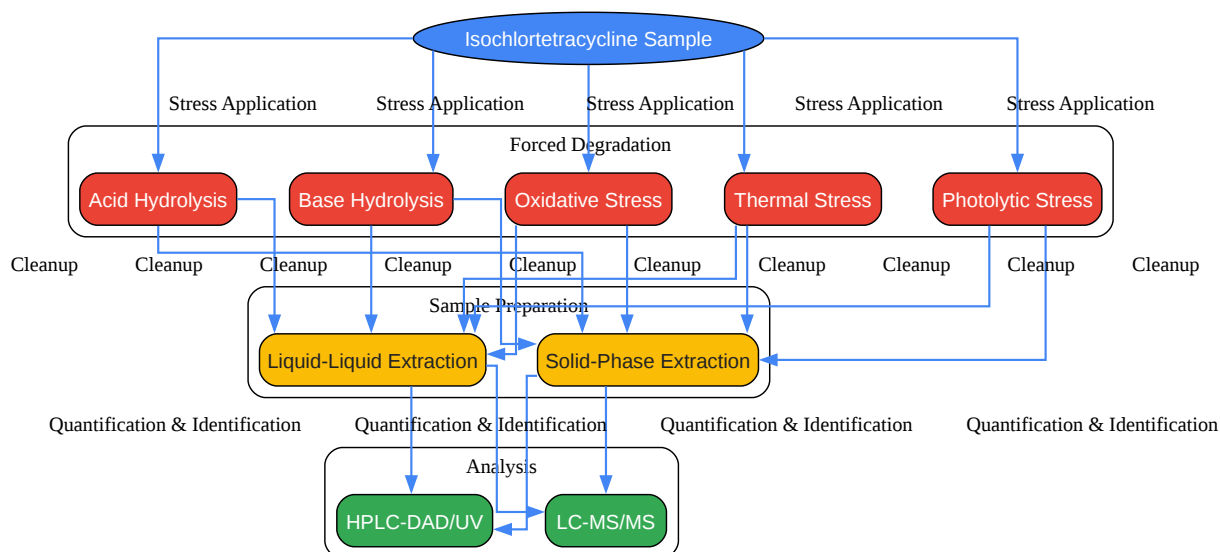 Isochlortetracycline Sample
Stress Application
Stress Application
Stress Application
Stress Application
Stress Application
Forced Degradation
Acid Hydrolysis
Base Hydrolysis
Oxidative Stress
Thermal Stress
Photolytic Stress
Cleanup
Cleanup
Cleanup
Cleanup
Cleanup
Cleanup
Cleanup
Cleanup
Cleanup
Cleanup
Sample Preparation
Liquid-Liquid Extraction
Solid-Phase Extraction
Quantification & Identification
Quantification & Identification
Quantification & Identification
Quantification & Identification
Analysis
HPLC-DAD/UV
LC-MS/MS